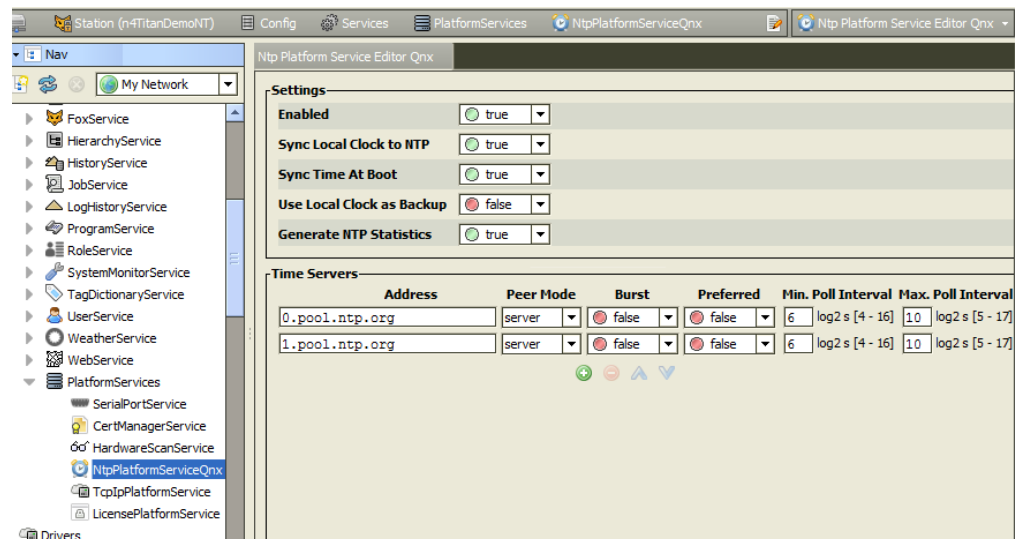 Station (n4TitanDemoNT) Config Services PlatformServices NtpPlatformServiceQnx Ntp Platform Service Editor Qnx
Nav
My Network
FoxService
HierarchyService
HistoryService
JobService
LogHistoryService
ProgramService
RoleService
SystemMonitorService
TagDictionaryService
UserService
WeatherService
WebService
PlatformServices
SerialPortService
CertManagerService
HardwareScanService
NtpPlatformServiceQnx
TcpIpPlatformService
LicensePlatformService
Drivers
Ntp Platform Service Editor Qnx
Settings
Enabled true
Sync Local Clock to NTP true
Sync Time At Boot true
Use Local Clock as Backup false
Generate NTP Statistics true
Time Servers
Address Peer Mode Burst Preferred Min. Poll Interval Max. Poll Interval
0.pool.ntp.org server false false 6 log2 s [4 - 16] 10 log2 s [5 - 17]
1.pool.ntp.org server false false 6 log2 s [4 - 16] 10 log2 s [5 - 17]